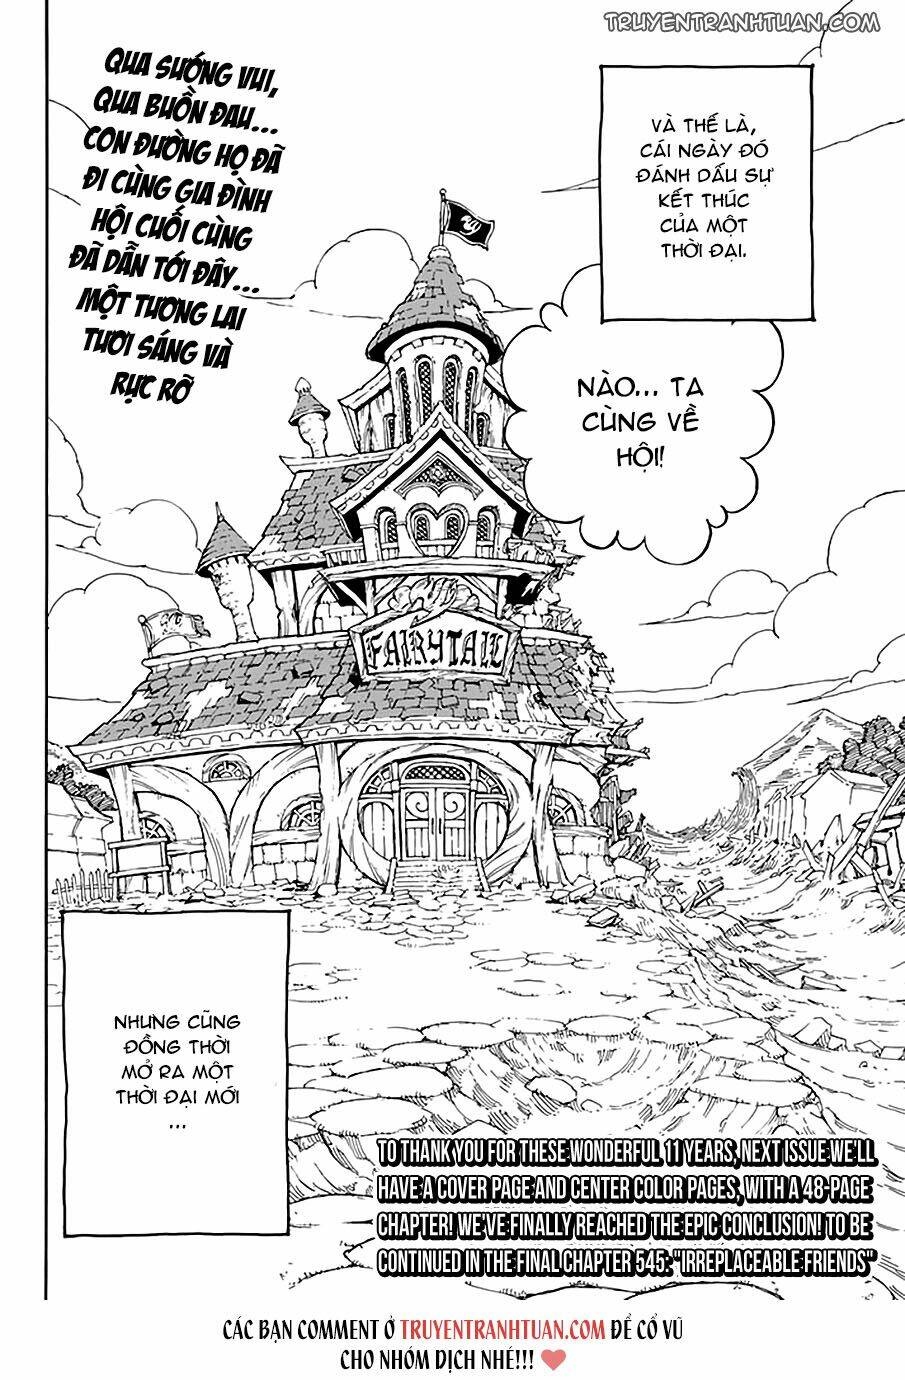 TRUYENTRANHTUAN.COM
QUA SƯỚNG VUI,
QUA BUỒN ĐAU...
CON ĐƯỜNG HỌ ĐÃ
ĐI CÙNG GIA ĐÌNH
HỘI CUỐI CÙNG
ĐÃ DẪN TỚI ĐÂY...
MỘT TƯƠNG LAI
TƯƠI SÁNG VÀ
RỰC RỠ
VÀ THẾ LÀ,
CÁI NGÀY ĐÓ
ĐÁNH DẤU SỰ
KẾT THÚC
CỦA MỘT
THỜI ĐẠI.
NÀO... TA
CÙNG VỀ
HỘI!
FAIRYTAIL
NHƯNG CŨNG
ĐỒNG THỜI
MỞ RA MỘT
THỜI ĐẠI MỚI
...
TO THANK YOU FOR THESE WONDERFUL 11 YEARS, NEXT ISSUE WE'LL
HAVE A COVER PAGE AND CENTER COLOR PAGES, WITH A 48-PAGE
CHAPTER! WE'VE FINALLY REACHED THE EPIC CONCLUSION! TO BE
CONTINUED IN THE FINAL CHAPTER 545: "IRREPLACEABLE FRIENDS"
CÁC BẠN COMMENT Ở TRUYENTRANHTUAN.COM ĐỂ CỔ VŨ
CHO NHÓM DỊCH NHÉ!!! ❤